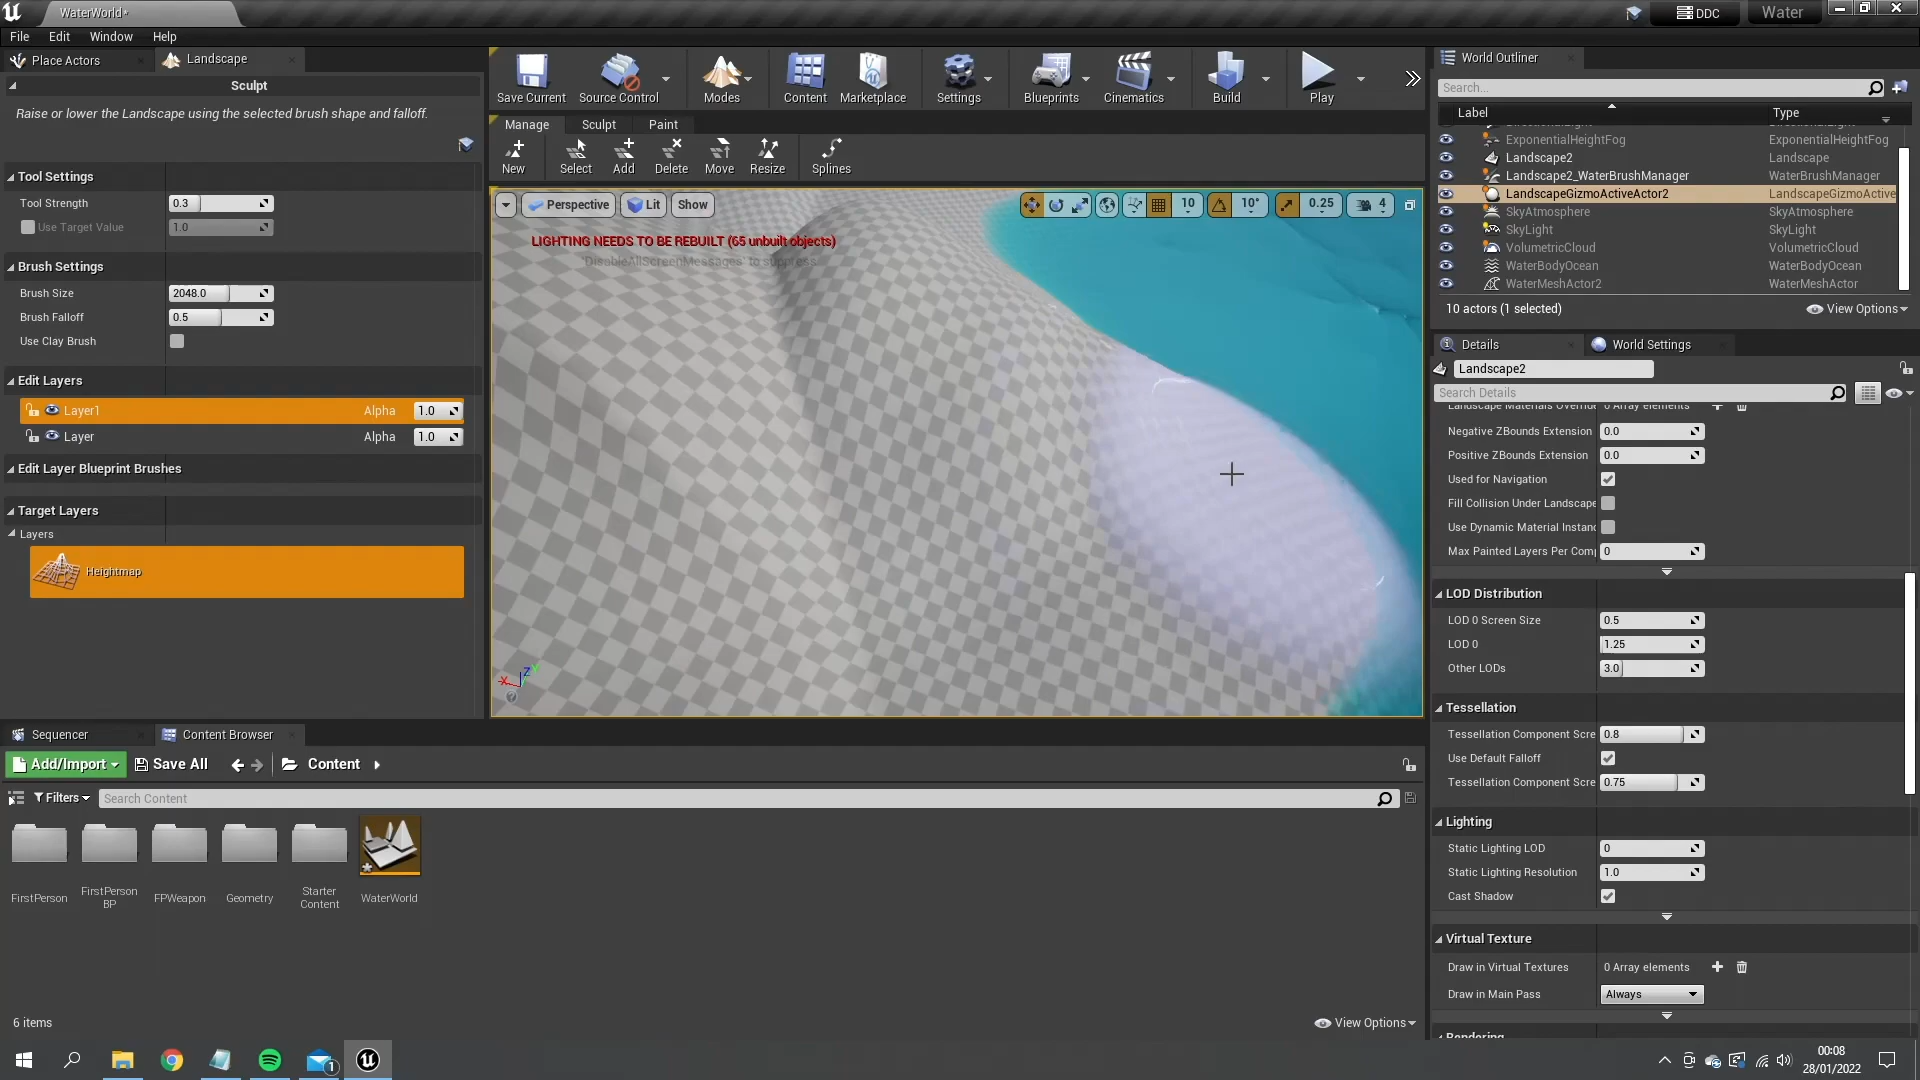 WaterWorld*
DDC
Water
File Edit Window Help
Place Actors
Landscape
Sculpt
Raise or lower the Landscape using the selected brush shape and falloff.
Tool Settings
Tool Strength 0.3
Use Target Value 1.0
Brush Settings
Brush Size 2048.0
Brush Falloff 0.5
Use Clay Brush
Edit Layers
Layer1 Alpha 1.0
Layer Alpha 1.0
Edit Layer Blueprint Brushes
Target Layers
Layers
Heightmap
Save Current Source Control Modes Content Marketplace Settings Blueprints Cinematics Build Play
Manage Sculpt Paint
New Select Add Delete Move Resize Splines
Perspective Lit Show 10 10° 0.25 4
LIGHTING NEEDS TO BE REBUILT (65 unbuilt objects)
'DisableAllScreenMessages' to suppress
X Z Y
World Outliner
Search...
Label Type
ExponentialHeightFog ExponentialHeightFog
Landscape2 Landscape
Landscape2_WaterBrushManager WaterBrushManager
LandscapeGizmoActiveActor2 LandscapeGizmoActive
SkyAtmosphere SkyAtmosphere
SkyLight SkyLight
VolumetricCloud VolumetricCloud
WaterBodyOcean WaterBodyOcean
WaterMeshActor2 WaterMeshActor
10 actors (1 selected) View Options
Details World Settings
Landscape2
Search Details
Landscape Materials Override 0 Array elements
Negative ZBounds Extension 0.0
Positive ZBounds Extension 0.0
Used for Navigation
Fill Collision Under Landscape
Use Dynamic Material Instanc
Max Painted Layers Per Comp 0
LOD Distribution
LOD 0 Screen Size 0.5
LOD 0 1.25
Other LODs 3.0
Tessellation
Tessellation Component Scre 0.8
Use Default Falloff
Tessellation Component Scre 0.75
Lighting
Static Lighting LOD 0
Static Lighting Resolution 1.0
Cast Shadow
Virtual Texture
Draw in Virtual Textures 0 Array elements
Draw in Main Pass Always
Rendering
Sequencer Content Browser
Add/Import Save All Content
Filters Search Content
FirstPerson
FirstPerson BP
FPWeapon
Geometry
Starter Content
WaterWorld
6 items View Options
1
00:08
28/01/2022